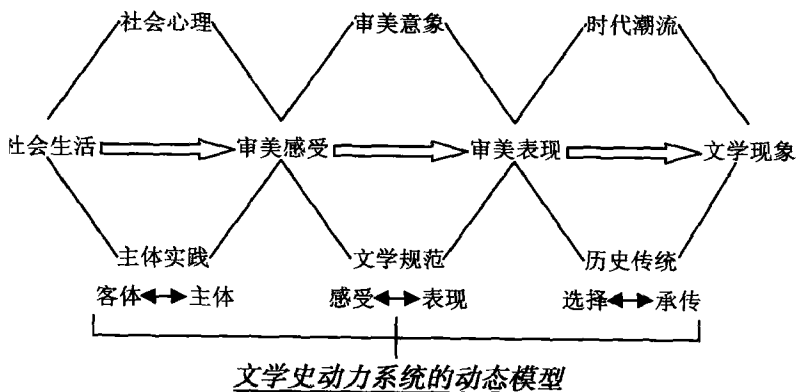 社会心理 审美意象 时代潮流
社会生活 审美感受 审美表现 文学现象
主体实践 文学规范 历史传统
客体 主体 感受 表现 选择 承传
文学史动力系统的动态模型